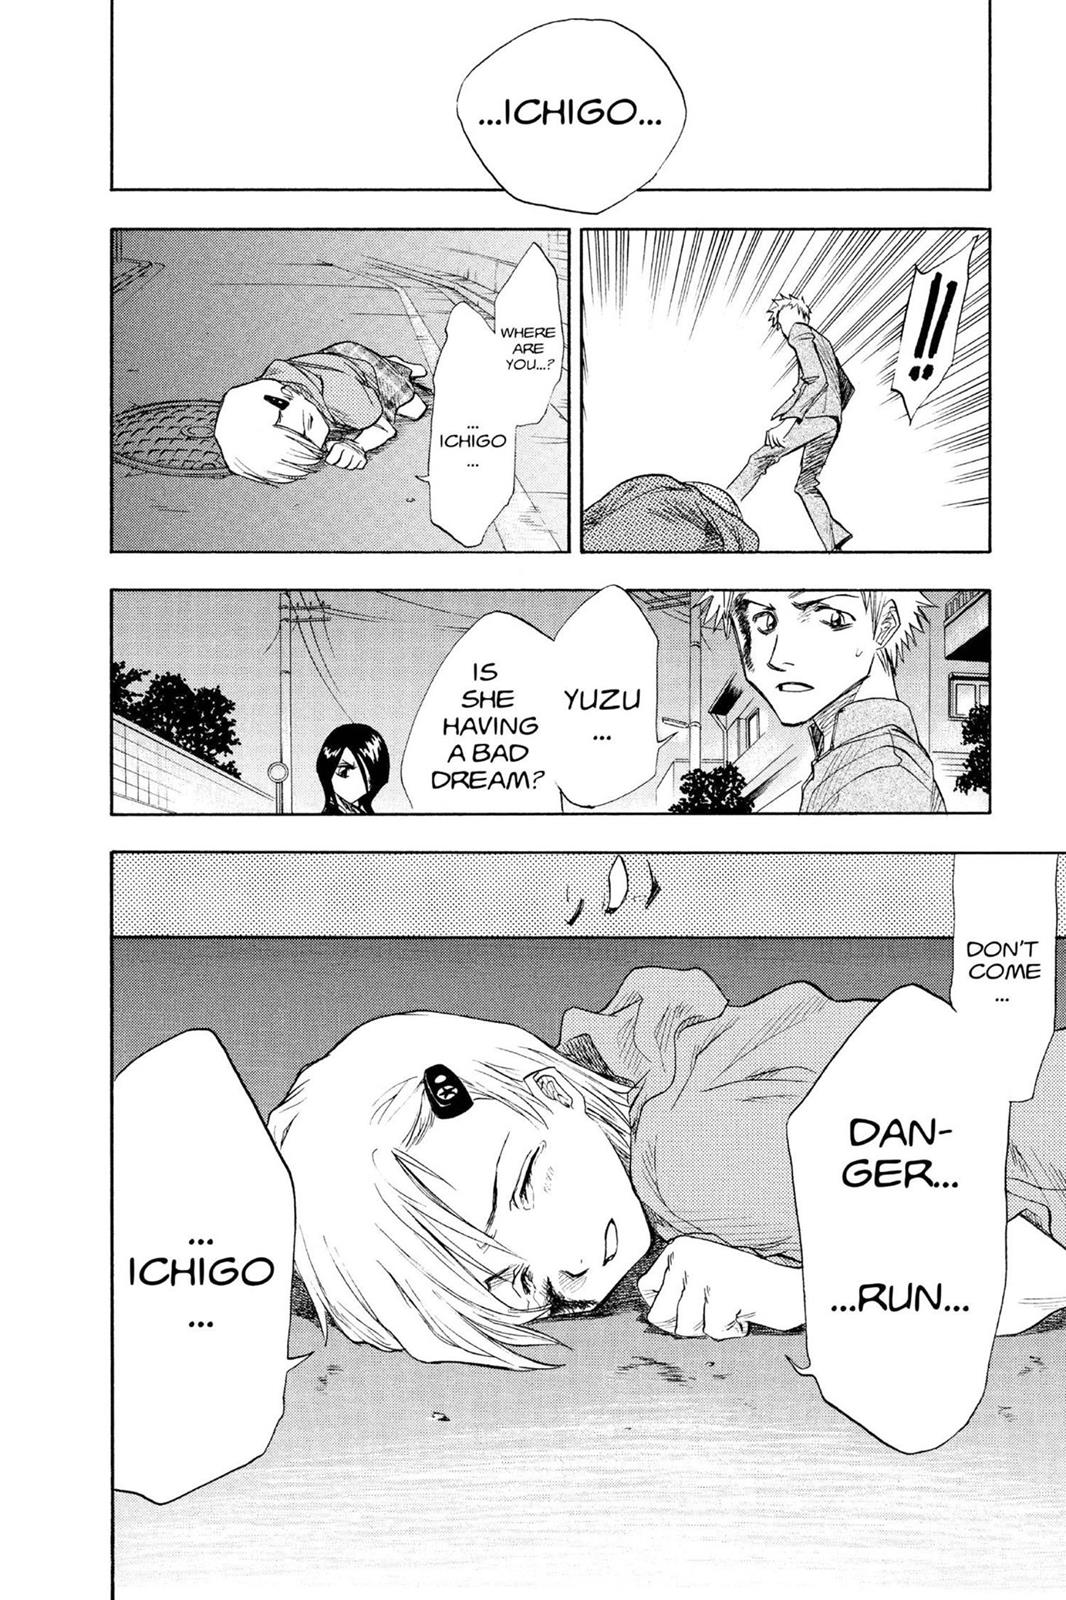 ...ICHIGO...
!!
WHERE
ARE
YOU...?
...
ICHIGO
...
YUZU
...
IS
SHE
HAVING
A BAD
DREAM?
DON'T
COME
...
DAN-
GER...
...RUN...
...
ICHIGO
...